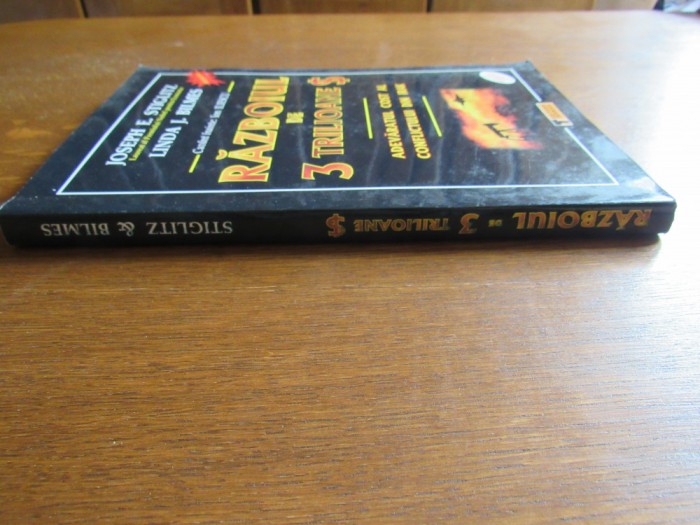 JOSEPH E. STIGLITZ
LINDA J. BILMES
RĂZBOIUL
DE
3 TRILIOANE $
ADEVĂRATUL COST AL
CONFLICTULUI DIN IRAK
STIGLITZ & BILMES
RĂZBOIUL DE 3 TRILIOANE $